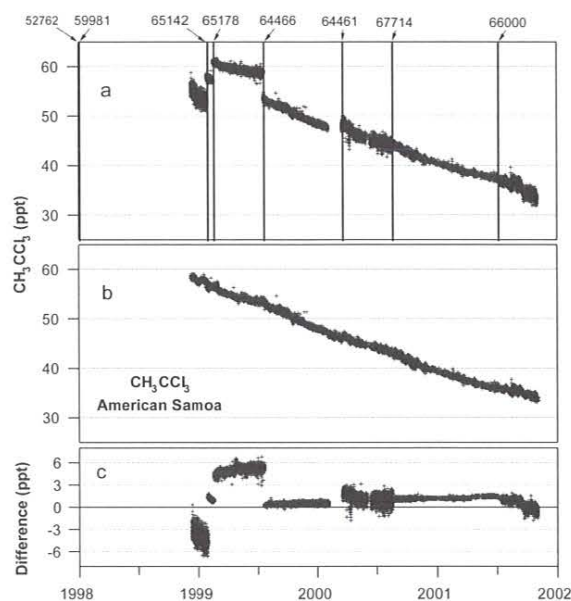 52762 59981 65142 65178 64466 64461 67714 66000
60
a
50
40
30
CH₃CCl₃ (ppt)
60
b
50
40
CH₃CCl₃
American Samoa
30
6
c
3
0
-3
-6
Difference (ppt)
1998 1999 2000 2001 2002